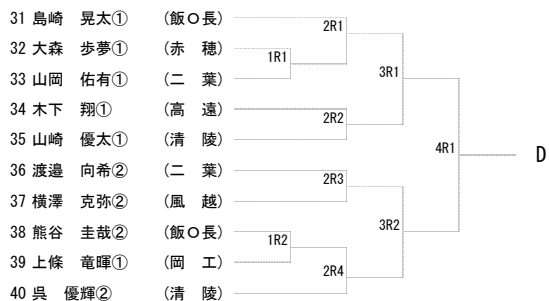 31 島崎　晃太①　(飯O長)
32 大森　歩夢①　(赤　穂)
33 山岡　佑有①　(二　葉)
34 木下　翔①　(高　遠)
35 山崎　優太①　(清　陵)
36 渡邉　向希②　(二　葉)
37 横澤　克弥②　(風　越)
38 熊谷　圭哉②　(飯O長)
39 上條　竜暉①　(岡　工)
40 呉　優輝②　(清　陵)
1R1
1R2
2R1
2R2
2R3
2R4
3R1
3R2
4R1
D